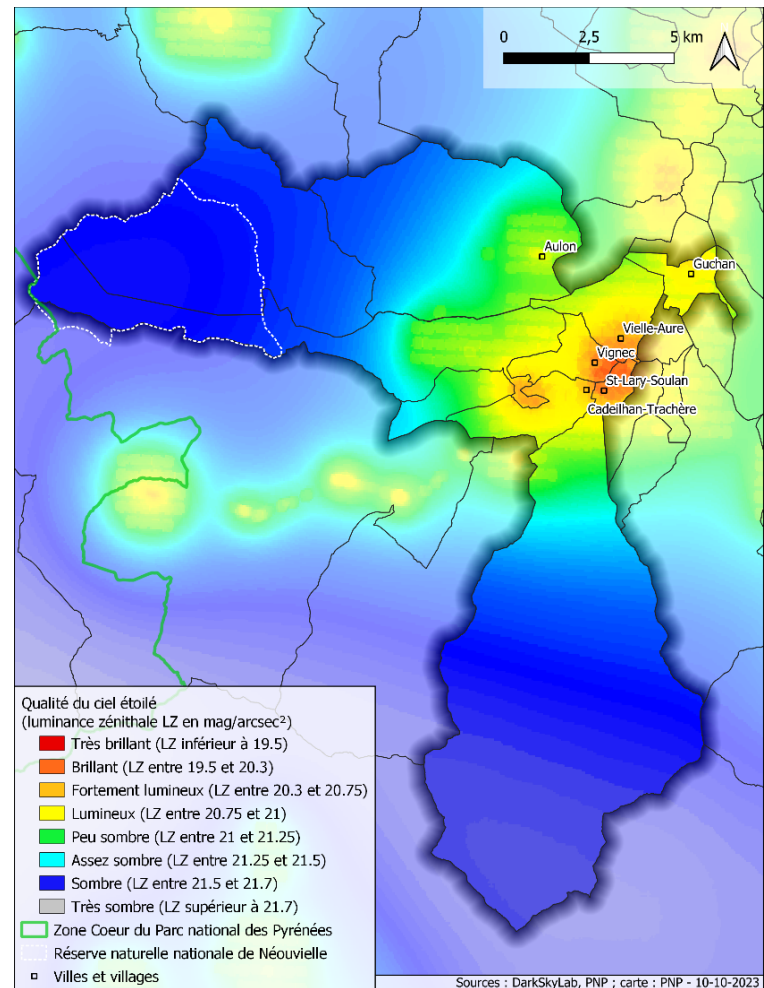 0 2,5 5 km
Aulon
Guchan
Vielle-Aure
Vignec
St-Lary-Soulan
Cadeilhan-Trachère
Qualité du ciel étoilé
(luminance zénithale LZ en mag/arcsec²)
Très brillant (LZ inférieur à 19.5)
Brillant (LZ entre 19.5 et 20.3)
Fortement lumineux (LZ entre 20.3 et 20.75)
Lumineux (LZ entre 20.75 et 21)
Peu sombre (LZ entre 21 et 21.25)
Assez sombre (LZ entre 21.25 et 21.5)
Sombre (LZ entre 21.5 et 21.7)
Très sombre (LZ supérieur à 21.7)
Zone Coeur du Parc national des Pyrénées
Réserve naturelle nationale de Néouvielle
Villes et villages
Sources : DarkSkyLab, PNP ; carte : PNP - 10-10-2023